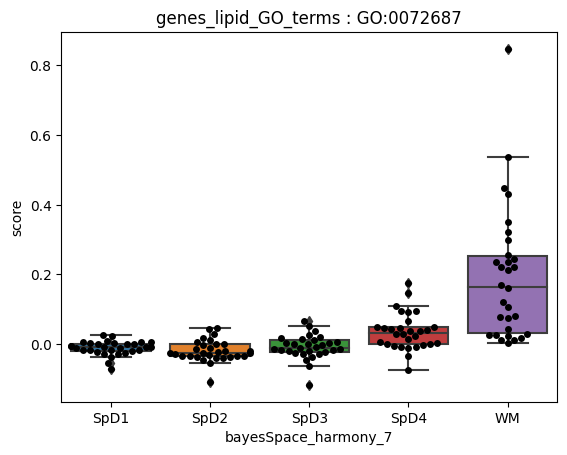 genes_lipid_GO_terms : GO:0072687
score
0.8
0.6
0.4
0.2
0.0
SpD1 SpD2 SpD3 SpD4 WM
bayesSpace_harmony_7